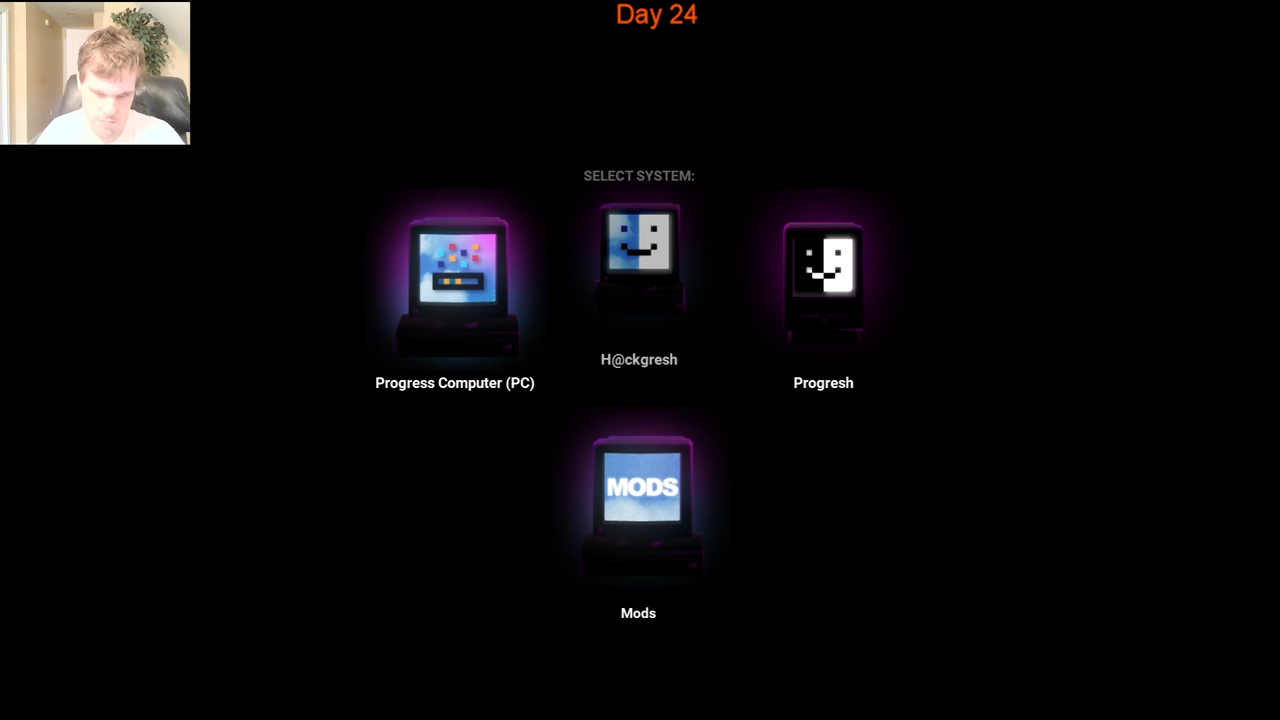 Day 24
SELECT SYSTEM:
H@ckgresh
Progress Computer (PC)
Progresh
MODS
Mods